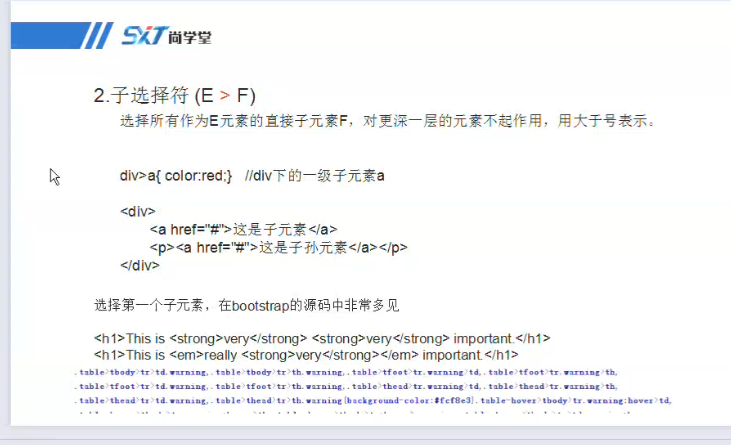 SXT尚学堂
2.子选择符 (E > F)
选择所有作为E元素的直接子元素F，对更深一层的元素不起作用，用大于号表示。
div>a{ color:red;} //div下的一级子元素a
<div>
<a href="#">这是子元素</a>
<p><a href="#">这是子孙元素</a></p>
</div>
选择第一个子元素，在bootstrap的源码中非常多见
<h1>This is <strong>very</strong> <strong>very</strong> important.</h1>
<h1>This is <em>really <strong>very</strong></em> important.</h1>
.table>tbody>tr>td.warning,.table>tbody>tr>th.warning,.table>tfoot>tr.warning>td,.table>tfoot>tr.warning>th,
.table>tfoot>tr>td.warning,.table>tfoot>tr>th.warning,.table>thead>tr.warning>td,.table>thead>tr.warning>th,
.table>thead>tr>td.warning,.table>thead>tr>th.warning{background-color:#fcf8e3}.table-hover>tbody>tr.warning:hover>td,